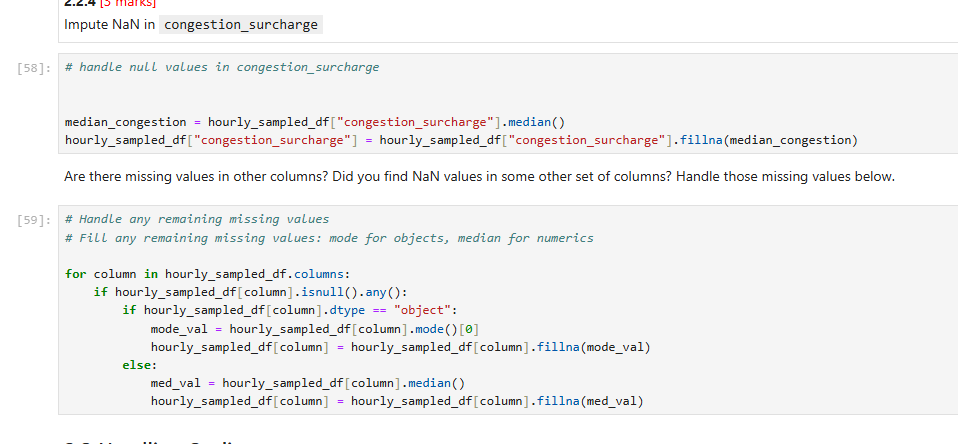 2.2.4 [3 marks]
Impute NaN in congestion_surcharge
[58]: # handle null values in congestion_surcharge
median_congestion = hourly_sampled_df["congestion_surcharge"].median()
hourly_sampled_df["congestion_surcharge"] = hourly_sampled_df["congestion_surcharge"].fillna(median_congestion)
Are there missing values in other columns? Did you find NaN values in some other set of columns? Handle those missing values below.
[59]: # Handle any remaining missing values
# Fill any remaining missing values: mode for objects, median for numerics
for column in hourly_sampled_df.columns:
    if hourly_sampled_df[column].isnull().any():
        if hourly_sampled_df[column].dtype == "object":
            mode_val = hourly_sampled_df[column].mode()[0]
            hourly_sampled_df[column] = hourly_sampled_df[column].fillna(mode_val)
        else:
            med_val = hourly_sampled_df[column].median()
            hourly_sampled_df[column] = hourly_sampled_df[column].fillna(med_val)